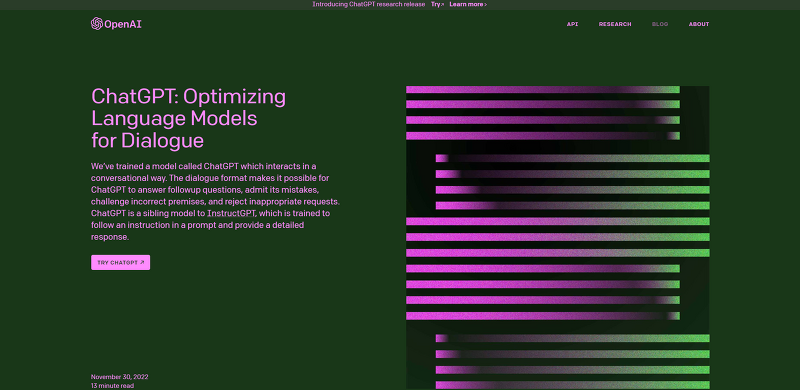 Introducing ChatGPT research release Try › Learn more ›
OpenAI
API RESEARCH BLOG ABOUT
ChatGPT: Optimizing
Language Models
for Dialogue
We've trained a model called ChatGPT which interacts in a
conversational way. The dialogue format makes it possible for
ChatGPT to answer followup questions, admit its mistakes,
challenge incorrect premises, and reject inappropriate requests.
ChatGPT is a sibling model to InstructGPT, which is trained to
follow an instruction in a prompt and provide a detailed
response.
TRY CHATGPT ↗
November 30, 2022
13 minute read